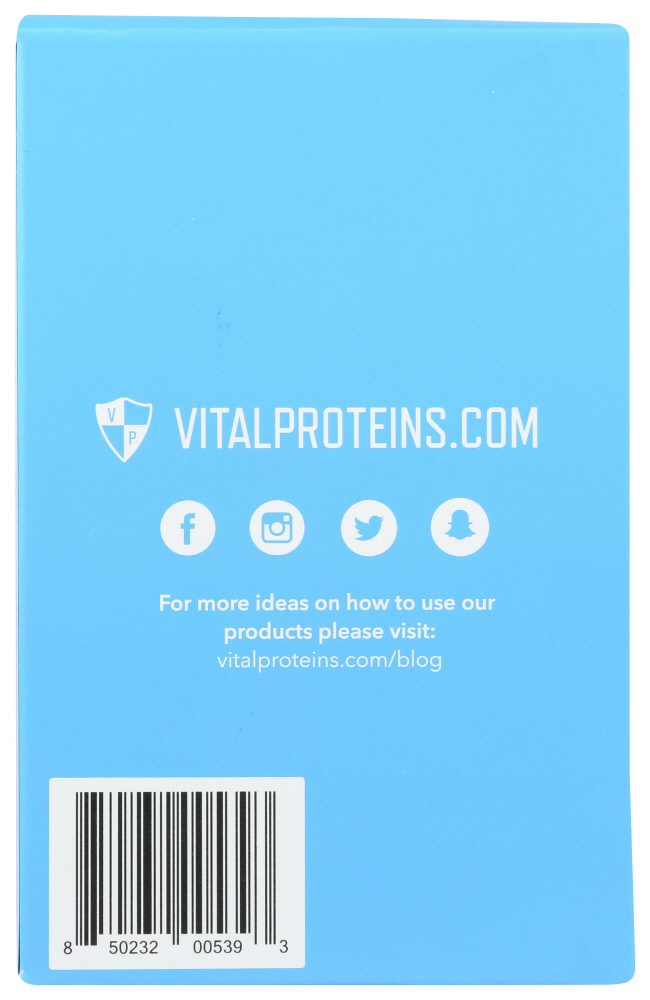 V
P
VITALPROTEINS.COM
For more ideas on how to use our
products please visit:
vitalproteins.com/blog
8 50232 00539 3